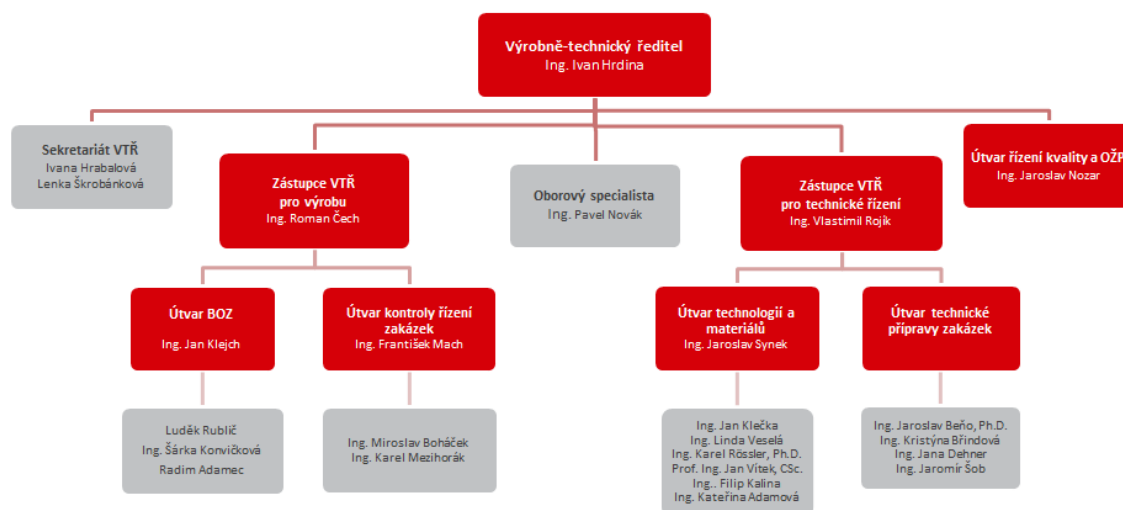 Výrobně-technický ředitel
Ing. Ivan Hrdina
Sekretariát VTŘ
Ivana Hrabalová
Lenka Škrobánková
Zástupce VTŘ
pro výrobu
Ing. Roman Čech
Oborový specialista
Ing. Pavel Novák
Zástupce VTŘ
pro technické řízení
Ing. Vlastimil Rojík
Útvar řízení kvality a OŽP
Ing. Jaroslav Nozar
Útvar BOZ
Ing. Jan Klejch
Útvar kontroly řízení
zakázek
Ing. František Mach
Útvar technologií a
materiálů
Ing. Jaroslav Synek
Útvar technické
přípravy zakázek
Luděk Rublič
Ing. Šárka Konvičková
Radim Adamec
Ing. Miroslav Boháček
Ing. Karel Mezihorák
Ing. Jan Klečka
Ing. Linda Veselá
Ing. Karel Rössler, Ph.D.
Prof. Ing. Jan Vítek, CSc.
Ing.. Filip Kalina
Ing. Kateřina Adamová
Ing. Jaroslav Beňo, Ph.D.
Ing. Kristýna Břindová
Ing. Jana Dehner
Ing. Jaromír Šob